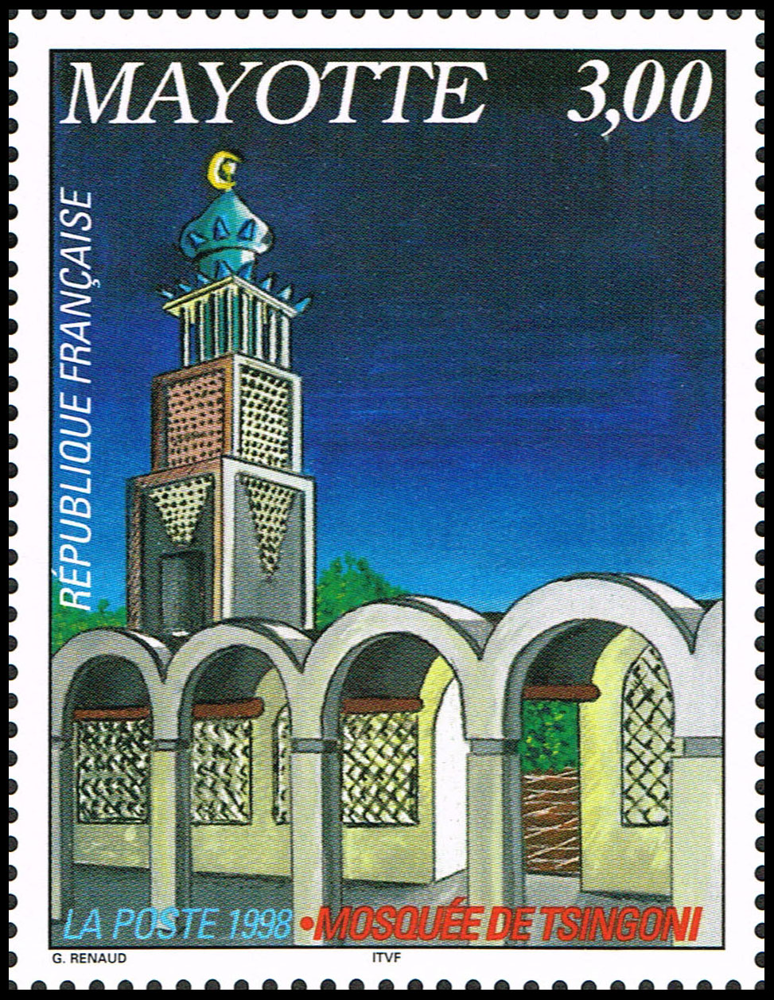 MAYOTTE 3,00
RÉPUBLIQUE FRANÇAISE
LA POSTE 1998 • MOSQUÉE DE TSINGONI
G. RENAUD ITVF